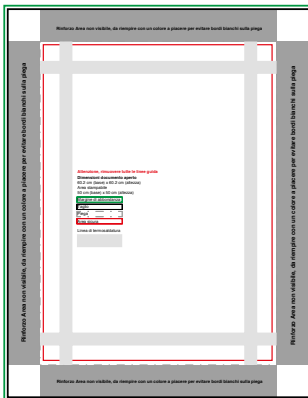 Rinforzo Area non visibile, da riempire con un colore a piacere per evitare bordi bianchi sulla piega
Rinforzo Area non visibile, da riempire con un colore a piacere per evitare bordi bianchi sulla piega
Rinforzo Area non visibile, da riempire con un colore a piacere per evitare bordi bianchi sulla piega
Attenzione, rimuovere tutte le linee guida
Dimensioni documento aperto
60.2 cm (base) x 80.2 cm (altezza)
Area stampabile
50 cm (base) x 50 cm (altezza)
Margine di abbondanza
Taglio
Piega
Area sicura
Linea di termosaldatura
Rinforzo Area non visibile, da riempire con un colore a piacere per evitare bordi bianchi sulla piega